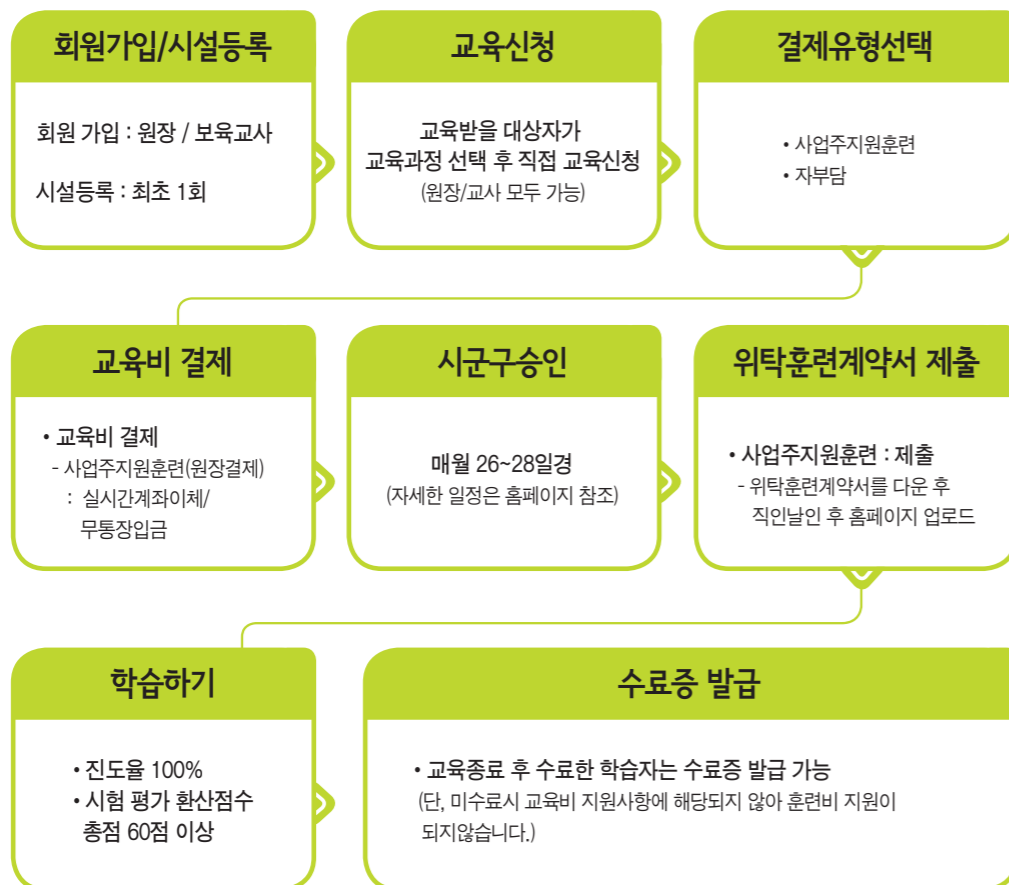 회원가입/시설등록
회원 가입 : 원장 / 보육교사
시설등록 : 최초 1회
교육신청
교육받을 대상자가
교육과정 선택 후 직접 교육신청
(원장/교사 모두 가능)
결제유형선택
• 사업주지원훈련
• 자부담
교육비 결제
• 교육비 결제
- 사업주지원훈련(원장결제)
: 실시간계좌이체/
무통장입금
시군구승인
매월 26~28일경
(자세한 일정은 홈페이지 참조)
위탁훈련계약서 제출
• 사업주지원훈련 : 제출
- 위탁훈련계약서를 다운 후
직인날인 후 홈페이지 업로드
학습하기
• 진도율 100%
• 시험 평가 환산점수
총점 60점 이상
수료증 발급
• 교육종료 후 수료한 학습자는 수료증 발급 가능
(단, 미수료시 교육비 지원사항에 해당되지 않아 훈련비 지원이
되지않습니다.)